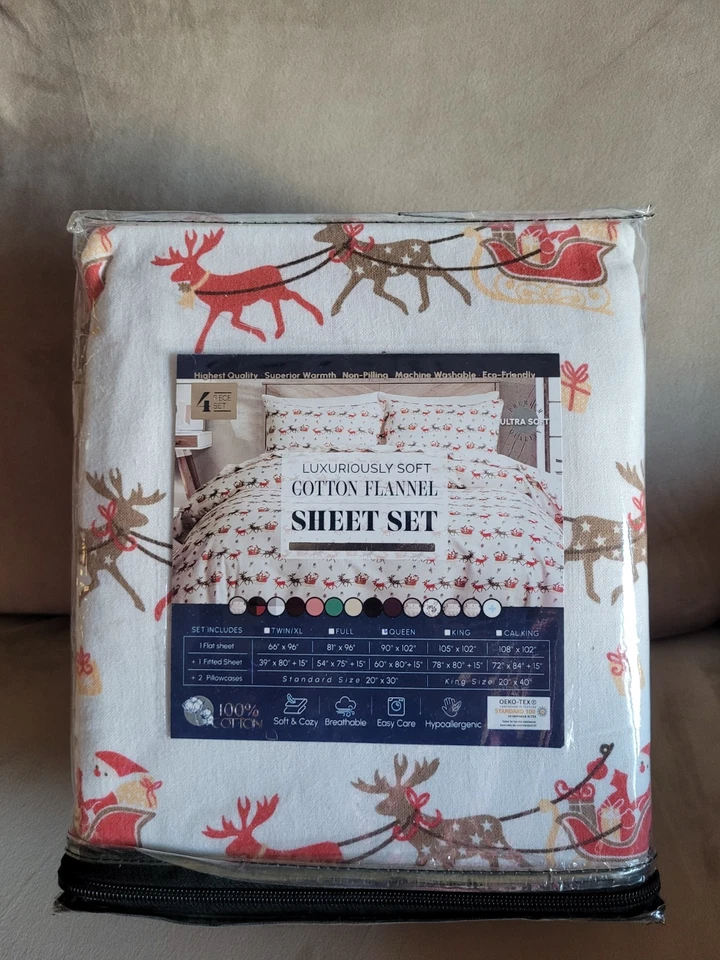 Highest Quality Superior Warmth Non-Pilling Machine Washable Eco-Friendly
4 PIECE SET
ULTRA SOFT
LUXURIOUSLY SOFT
COTTON FLANNEL
SHEET SET
SET INCLUDES TWIN/XL FULL QUEEN KING CAL.KING
1 Flat sheet 66" x 96" 81" x 96" 90" x 102" 105" x 102" 108" x 102"
+ 1 Fitted Sheet 39" x 80" + 15" 54" x 75" + 15" 60" x 80" + 15" 78" x 80" + 15" 72" x 84" + 15"
+ 2 Pillowcases Standard Size 20" x 30" King Size 20" x 40"
100% COTTON
Soft & Cozy Breathable Easy Care Hypoallergenic
OEKO-TEX®
STANDARD 100